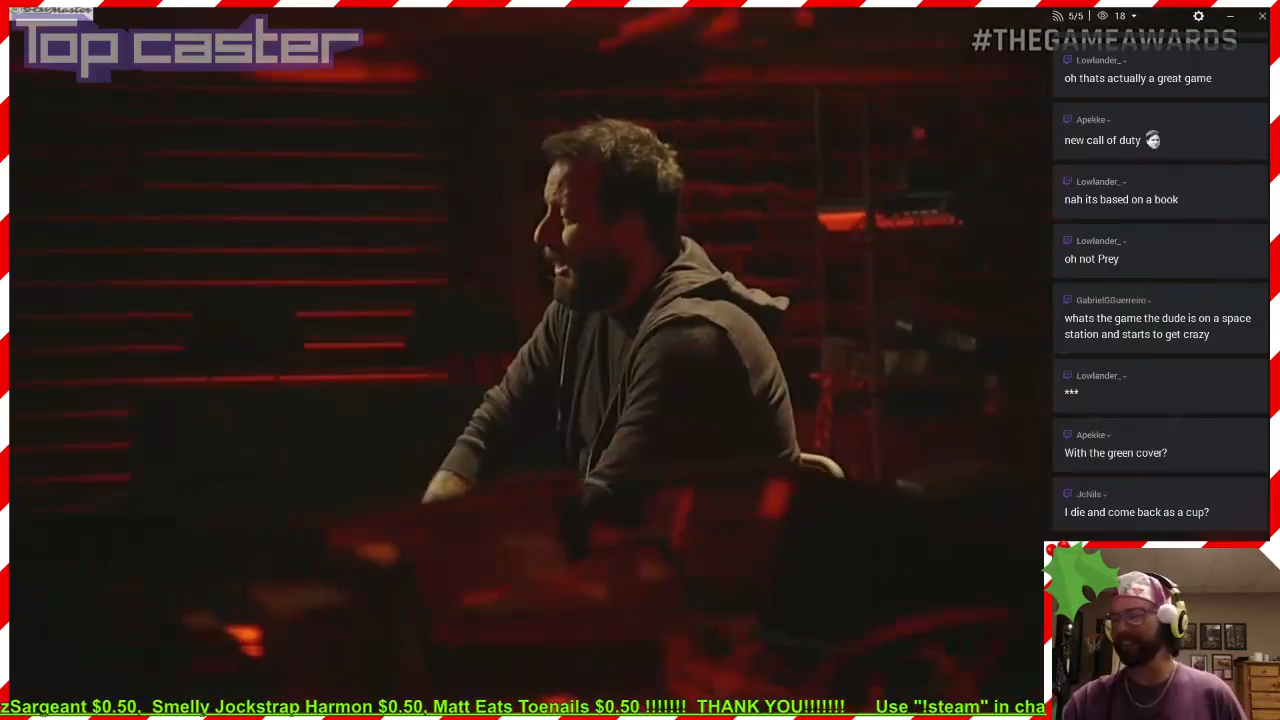 Top caster
#THEGAMEAWARDS
5/5
18
Lowlander_
oh thats actually a great game
Apekke
new call of duty
Lowlander_
nah its based on a book
Lowlander_
oh not Prey
GabrielGGuerreiro
whats the game the dude is on a space
station and starts to get crazy
Lowlander_
***
Apekke
With the green cover?
JcNils
I die and come back as a cup?
zSargeant $0.50, Smelly Jockstrap Harmon $0.50, Matt Eats Toenails $0.50 !!!!!!! THANK YOU!!!!!!! Use "!steam" in cha